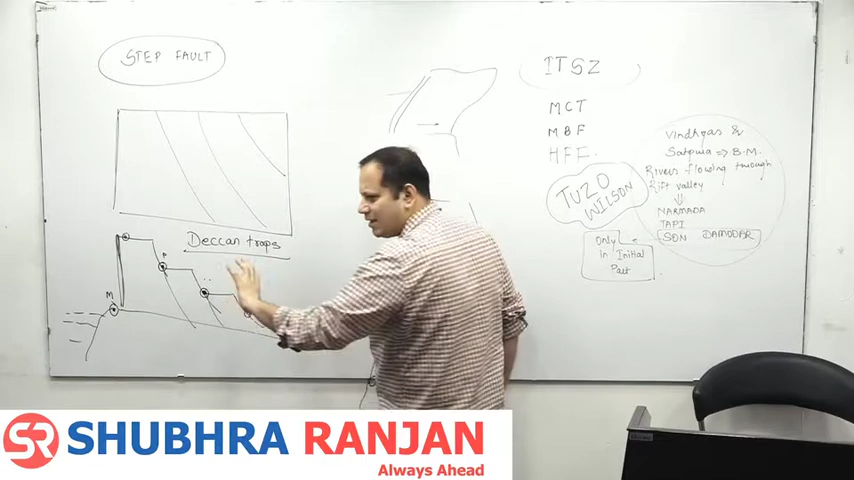 STEP FAULT
Deccan traps
M
P
ITSZ
MCT
MBF
HFF
TUZO
WILSON
Only
in Initial
Part
Vindhyas &
Satpura => B.M.
Rivers flowing through
Rift valley
NARMADA
TAPI
SON DAMODAR
SR
SHUBHRA RANJAN
Always Ahead